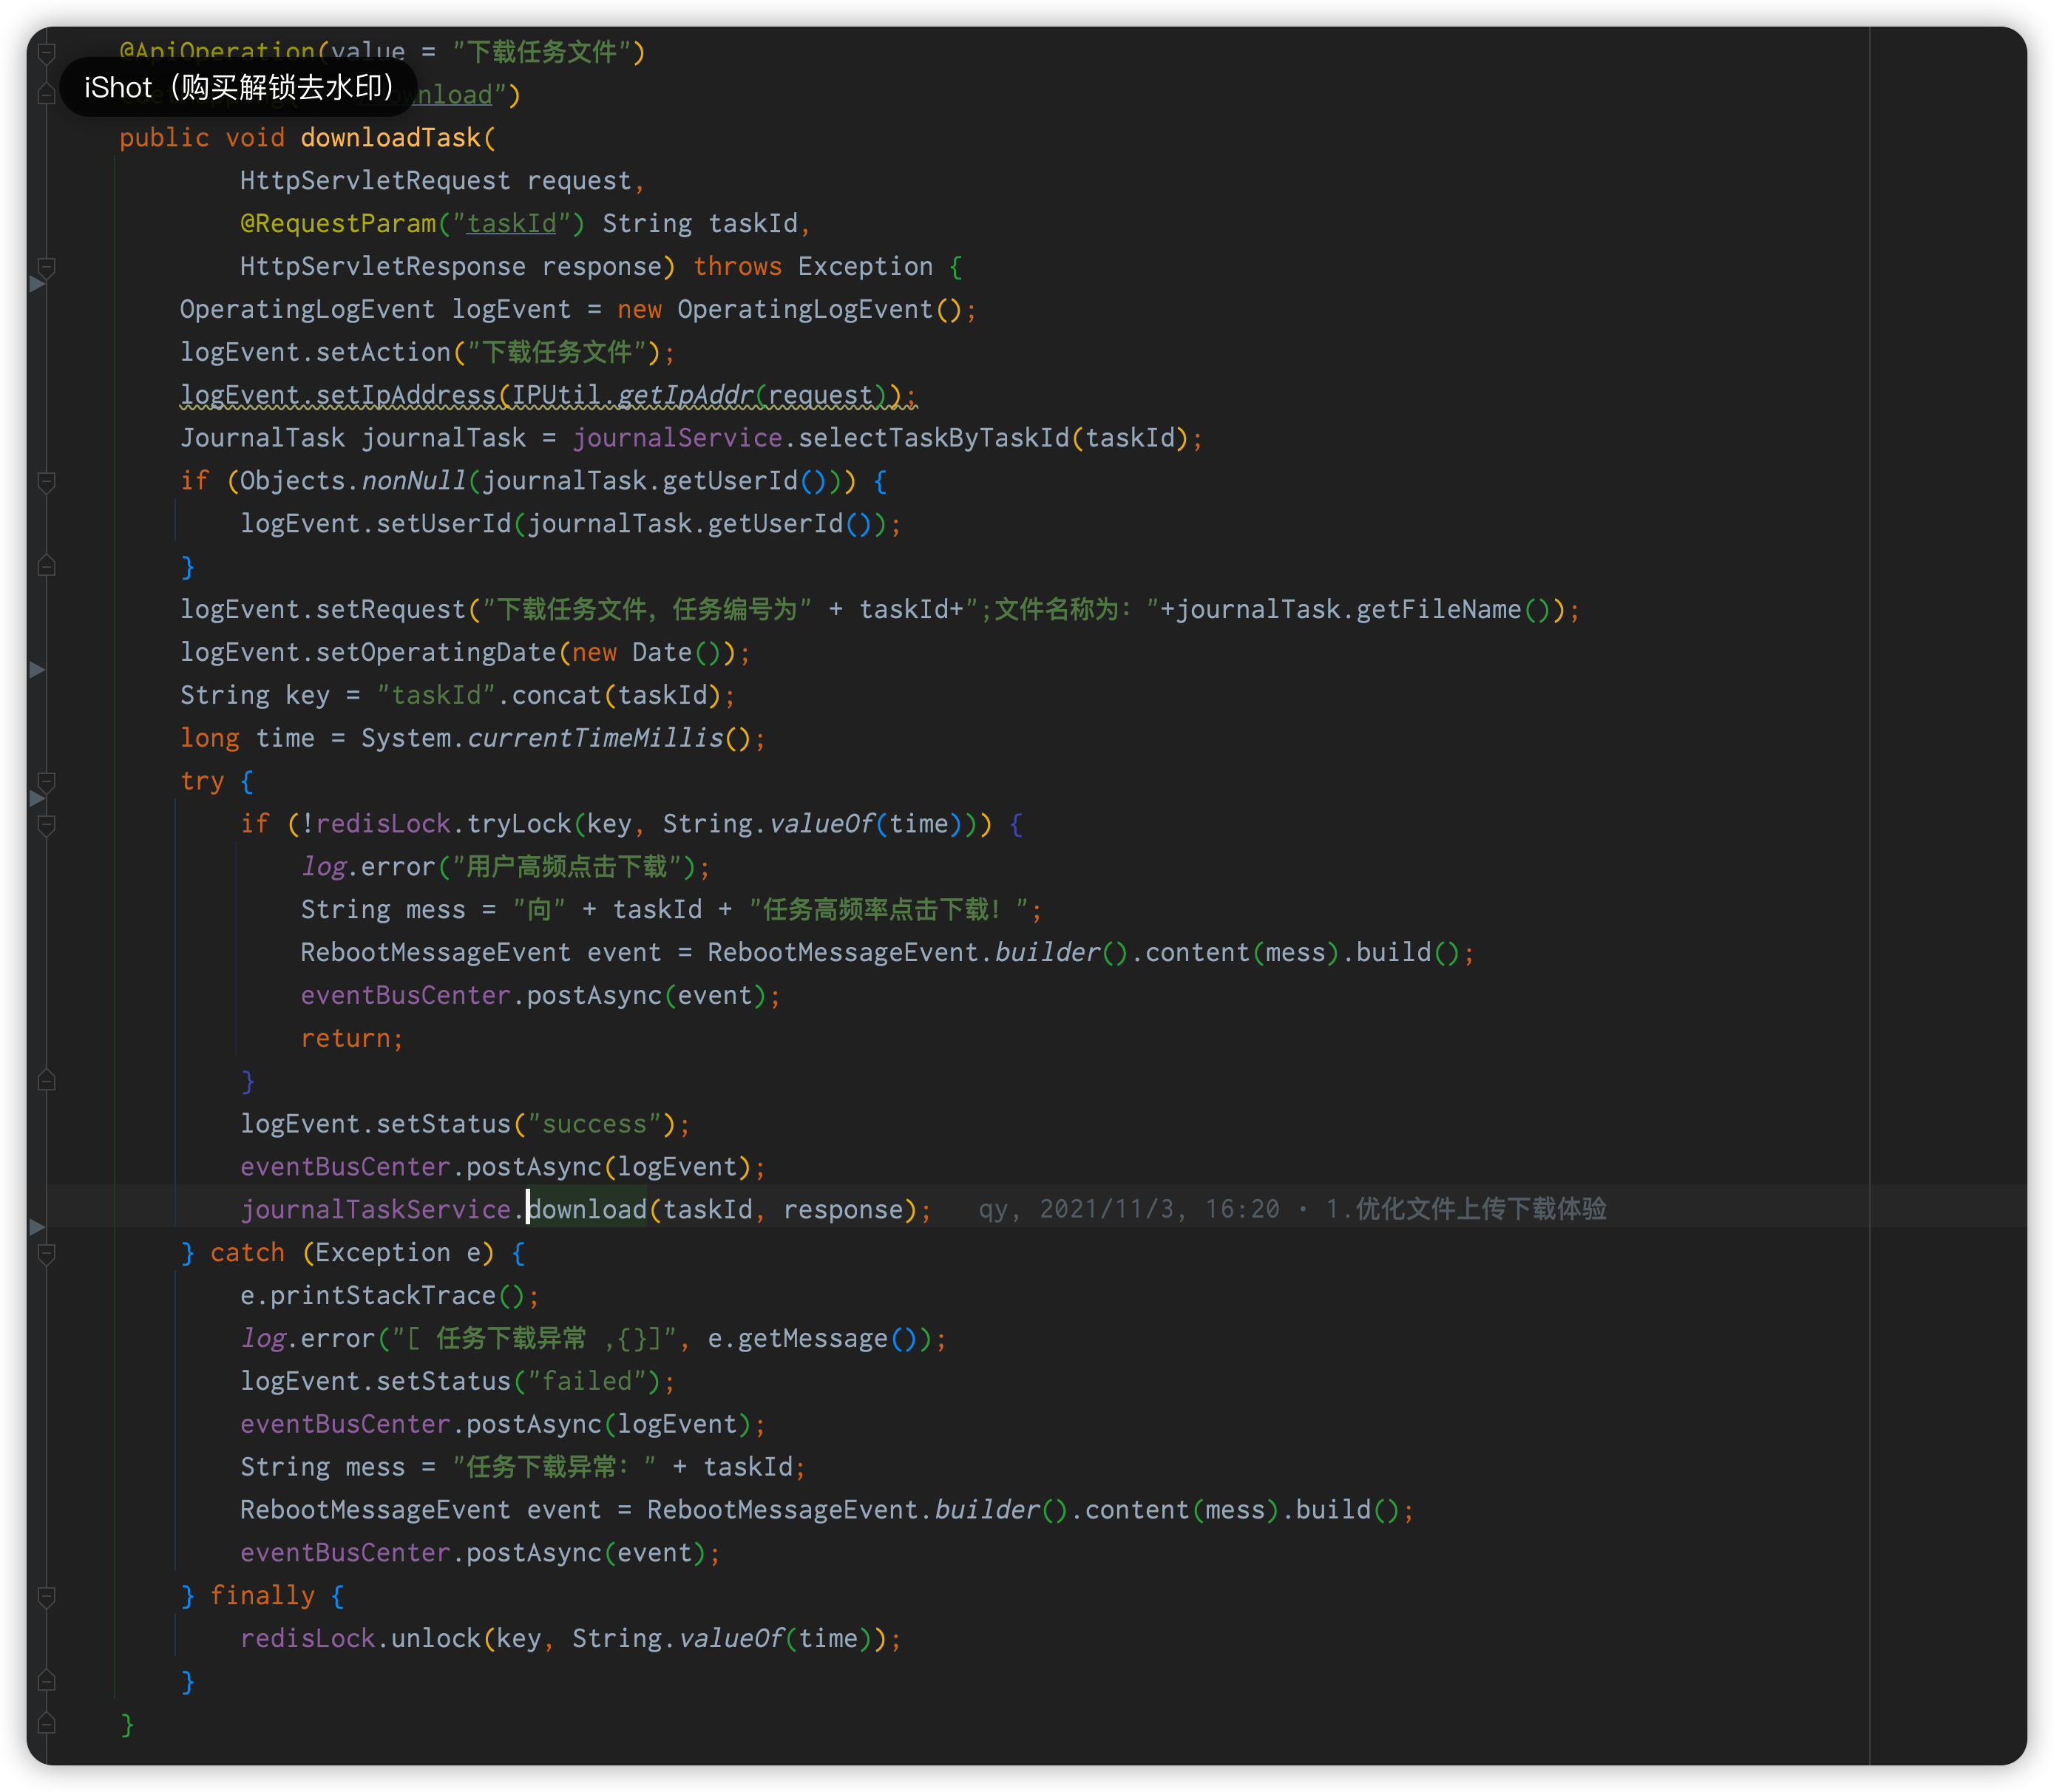 @ApiOperation(value = "下载任务文件")
iShot（购买解锁去水印）
nload")
public void downloadTask(
HttpServletRequest request,
@RequestParam("taskId") String taskId,
HttpServletResponse response) throws Exception {
OperatingLogEvent logEvent = new OperatingLogEvent();
logEvent.setAction("下载任务文件");
logEvent.setIpAddress(IPUtil.getIpAddr(request));
JournalTask journalTask = journalService.selectTaskByTaskId(taskId);
if (Objects.nonNull(journalTask.getUserId())) {
logEvent.setUserId(journalTask.getUserId());
}
logEvent.setRequest("下载任务文件，任务编号为" + taskId+";文件名称为："+journalTask.getFileName());
logEvent.setOperatingDate(new Date());
String key = "taskId".concat(taskId);
long time = System.currentTimeMillis();
try {
if (!redisLock.tryLock(key, String.valueOf(time))) {
log.error("用户高频点击下载");
String mess = "向" + taskId + "任务高频率点击下载！";
RebootMessageEvent event = RebootMessageEvent.builder().content(mess).build();
eventBusCenter.postAsync(event);
return;
}
logEvent.setStatus("success");
eventBusCenter.postAsync(logEvent);
journalTaskService.download(taskId, response); qy, 2021/11/3, 16:20 • 1.优化文件上传下载体验
} catch (Exception e) {
e.printStackTrace();
log.error("[ 任务下载异常 ,{}]", e.getMessage());
logEvent.setStatus("failed");
eventBusCenter.postAsync(logEvent);
String mess = "任务下载异常：" + taskId;
RebootMessageEvent event = RebootMessageEvent.builder().content(mess).build();
eventBusCenter.postAsync(event);
} finally {
redisLock.unlock(key, String.valueOf(time));
}
}